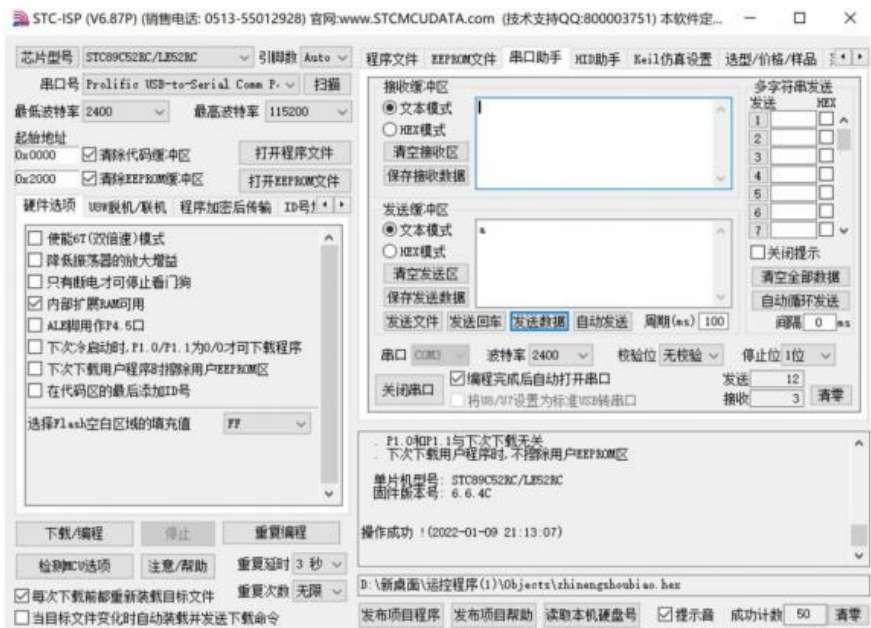 STC-ISP (V6.87P) (销售电话: 0513-55012928) 官网:www.STCMCUDATA.com (技术支持QQ:800003751) 本软件定...
芯片型号 STC89C52RC/LE52RC 引脚数 Auto
串口号 Prolific USB-to-Serial Comm P. 扫描
最低波特率 2400 最高波特率 115200
起始地址
0x0000 清除代码缓冲区 打开程序文件
0x2000 清除EEPROM缓冲区 打开EEPROM文件
硬件选项 U8W脱机/联机 程序加密后传输 ID号
使能6T(双倍速)模式
降低振荡器的放大增益
只有断电才可停止看门狗
内部扩展RAM可用
ALE脚用作P4.5口
下次冷启动时,P1.0/P1.1为0/0才可下载程序
下次下载用户程序时擦除用户EEPROM区
在代码区的最后添加ID号
选择Flash空白区域的填充值 FF
下载/编程 停止 重复编程
检测MCU选项 注意/帮助 重复延时 3 秒
每次下载前都重新装载目标文件 重复次数 无限
当目标文件变化时自动装载并发送下载命令
程序文件 EEPROM文件 串口助手 HID助手 Keil仿真设置 选型/价格/样品
接收缓冲区
文本模式
HEX模式
清空接收区
保存接收数据
发送缓冲区
文本模式 a
HEX模式
清空发送区
保存发送数据
发送文件 发送回车 发送数据 自动发送 周期(ms) 100
多字符串发送
发送 HEX
1
2
3
4
5
6
7
关闭提示
清空全部数据
自动循环发送
间隔 0 ms
串口 COM3 波特率 2400 校验位 无校验 停止位 1位
关闭串口 编程完成后自动打开串口 发送 12
将U8/U7设置为标准USB转串口 接收 3 清零
. P1.0和P1.1与下次下载无关
. 下次下载用户程序时,不擦除用户EEPROM区
单片机型号: STC89C52RC/LE52RC
固件版本号: 6.6.4C
操作成功 !(2022-01-09 21:13:07)
D:\新桌面\运控程序(1)\Objects\zhinengshoubiao.hex
发布项目程序 发布项目帮助 读取本机硬盘号 提示音 成功计数 50 清零